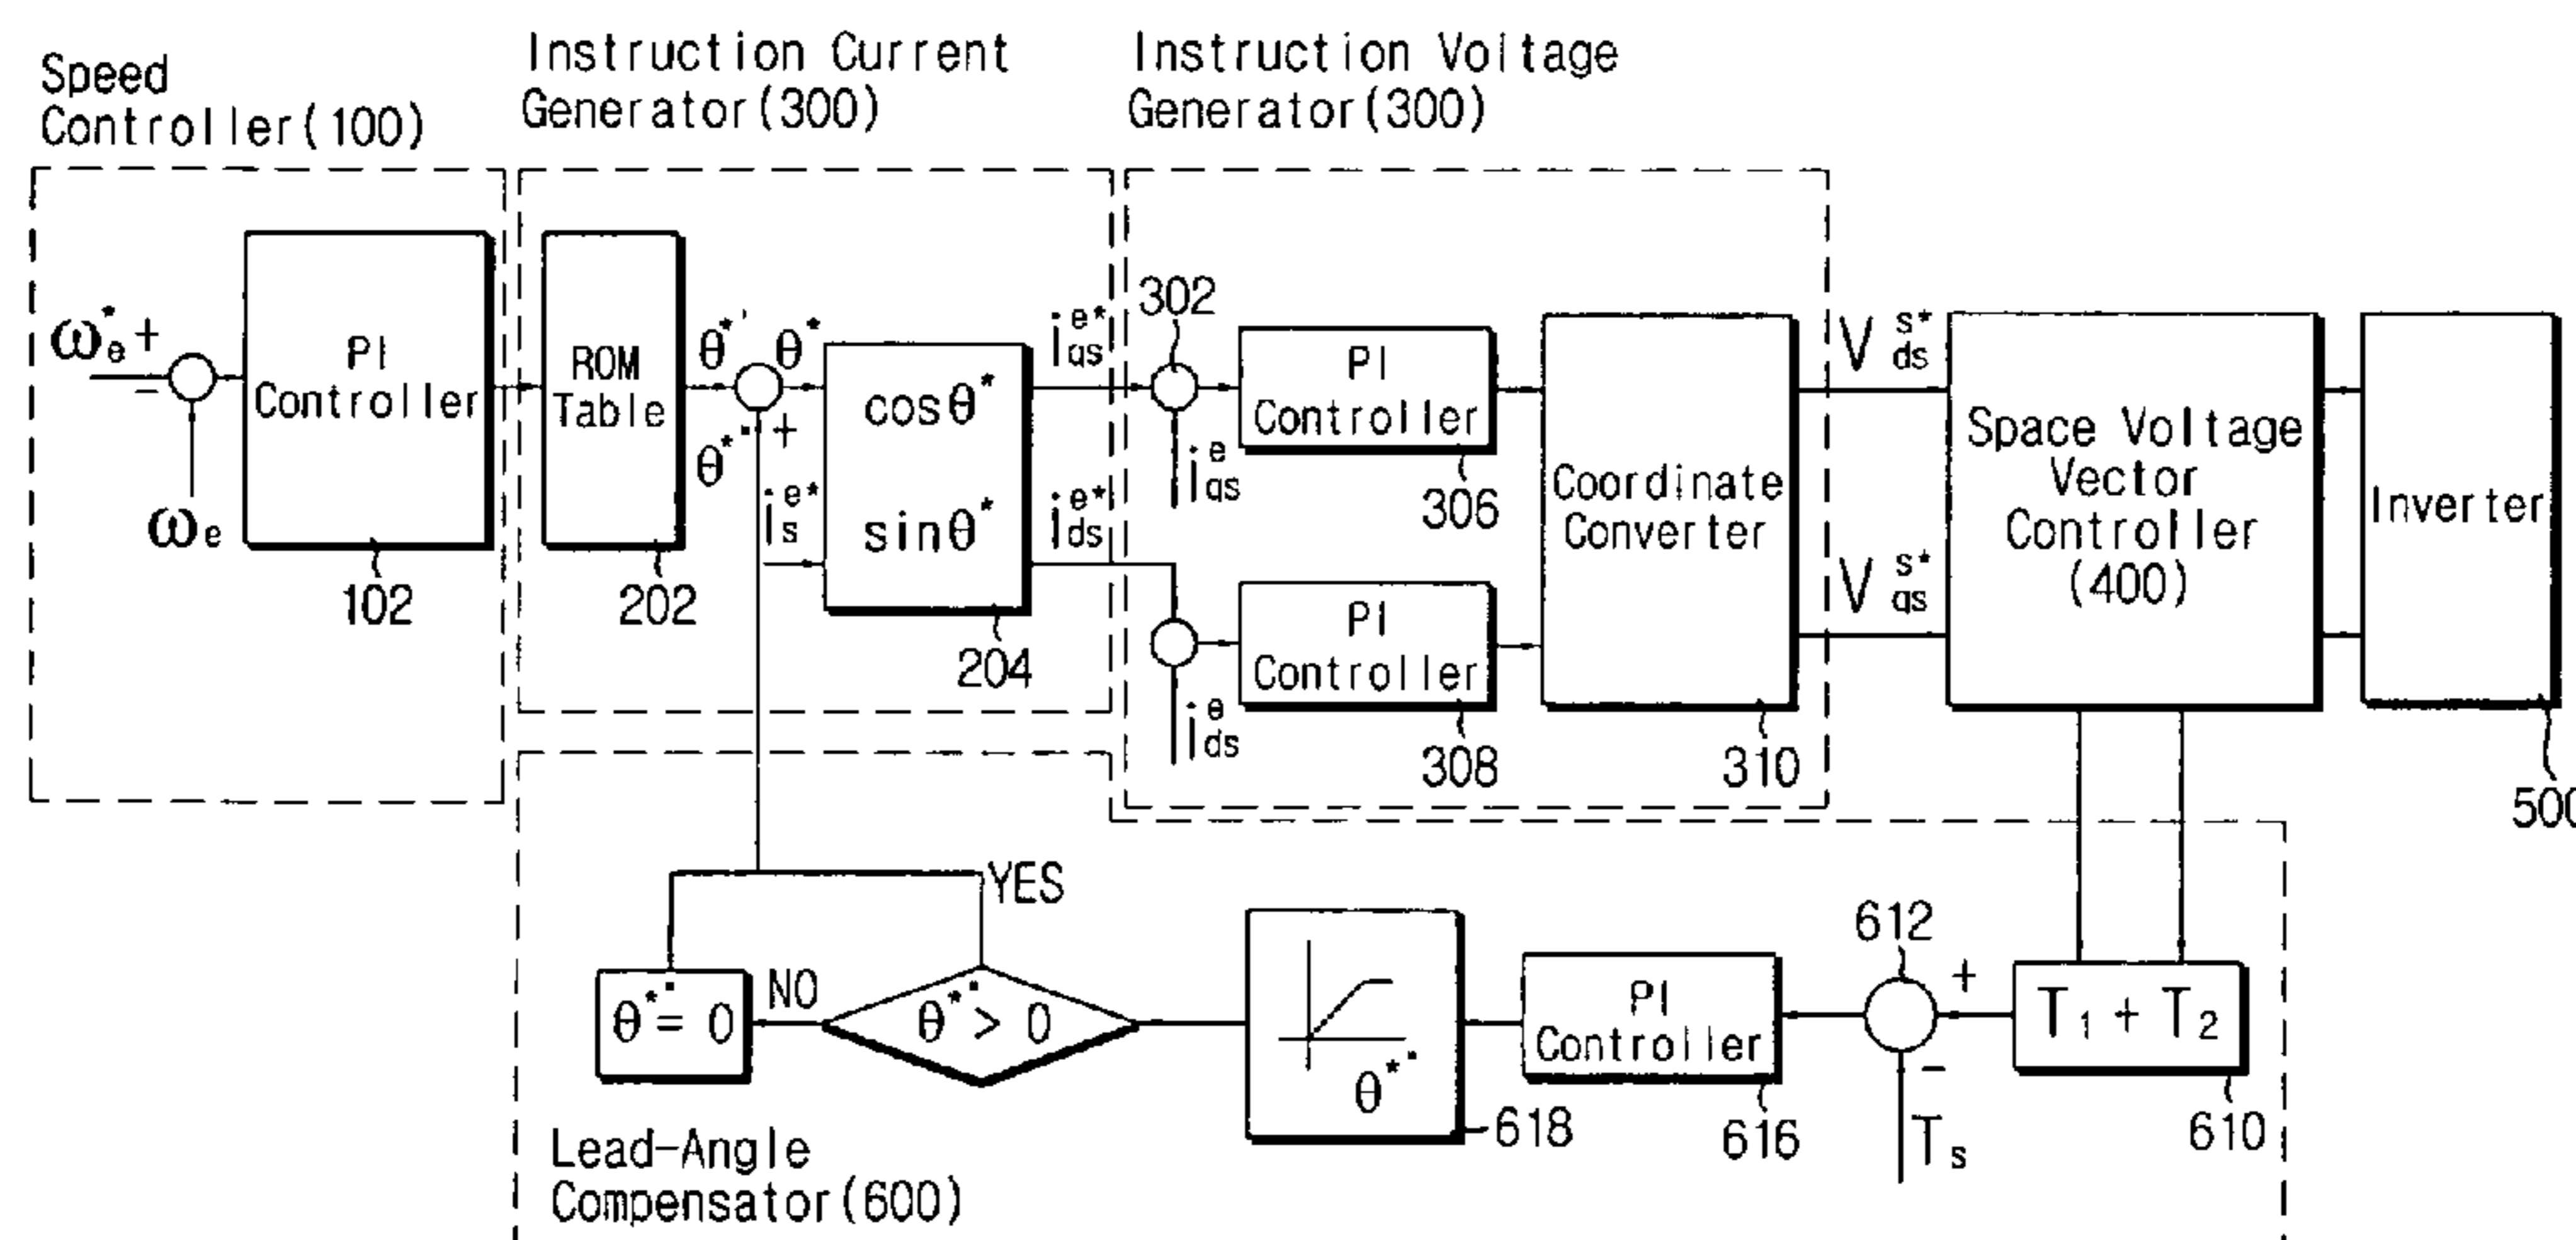 Speed
Controller(100)
Instruction Current
Generator(300)
Instruction Voltage
Generator(300)
ω*e +
-
ωe
PI
Controller
102
ROM
Table
202
θ*'
θ*
θ*"
+
i e* s
cosθ*
sinθ*
204
i e* qs
i e* ds
302
i e qs
i e ds
PI
Controller
306
PI
Controller
308
Coordinate
Converter
310
V s* ds
V s* qs
Space Voltage
Vector
Controller
(400)
Inverter
500
YES
NO
θ*" = 0
θ*" > 0
θ*"
618
PI
Controller
616
612
+
-
Ts
T1 + T2
610
Lead-Angle
Compensator(600)